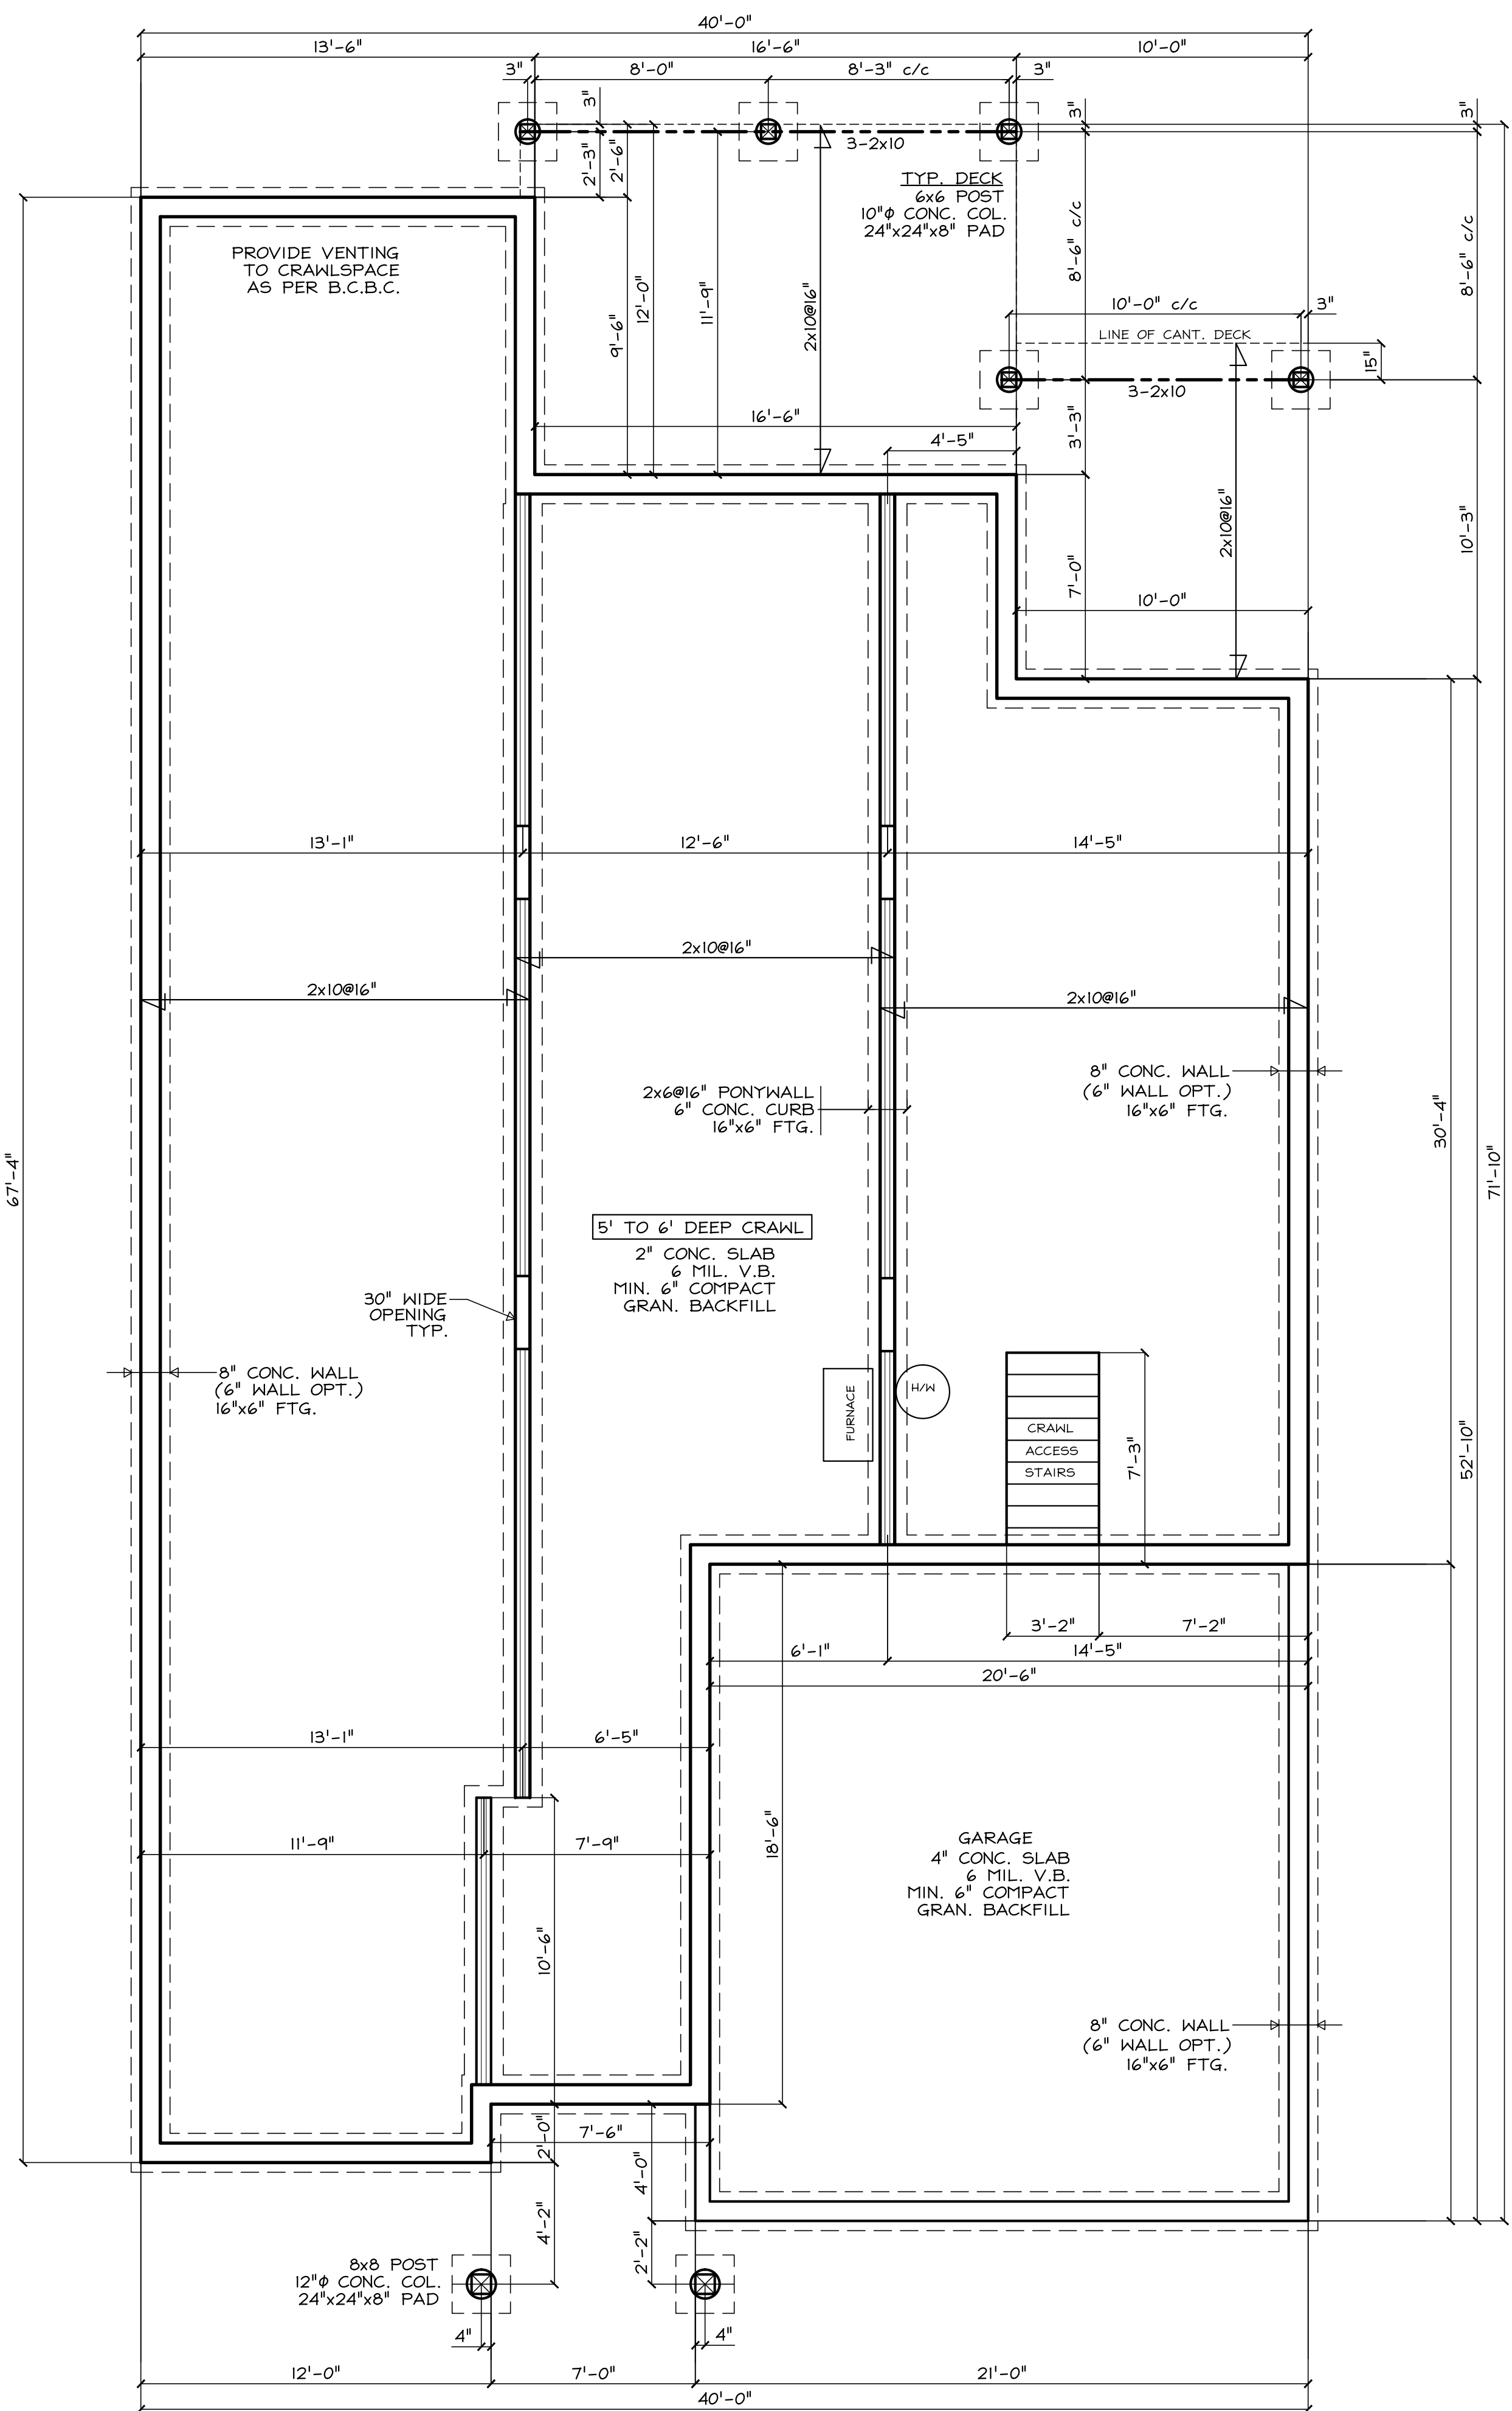 40'-0"
13'-6" 16'-6" 10'-0"
3" 8'-0" 8'-3" c/c 3"
3" 3" 3"
2'-3" 2'-6"
3-2x10
TYP. DECK
6x6 POST
10"Φ CONC. COL.
24"x24"x8" PAD
8'-6" c/c
8'-6" c/c
PROVIDE VENTING
TO CRAWLSPACE
AS PER B.C.B.C.
9'-6" 12'-0" 11'-9" 2x10@16"
10'-0" c/c 3"
LINE OF CANT. DECK
15"
3-2x10
16'-6"
4'-5" 3'-3"
2x10@16"
10'-3"
7'-0"
10'-0"
13'-1" 12'-6" 14'-5"
2x10@16"
2x10@16" 2x10@16"
8" CONC. WALL
(6" WALL OPT.)
16"x6" FTG.
2x6@16" PONYWALL
6" CONC. CURB
16"x6" FTG.
30'-4"
67'-4"
71'-10"
5' TO 6' DEEP CRAWL
2" CONC. SLAB
6 MIL. V.B.
MIN. 6" COMPACT
GRAN. BACKFILL
30" WIDE
OPENING
TYP.
8" CONC. WALL
(6" WALL OPT.)
16"x6" FTG.
FURNACE
H/W
CRAWL
ACCESS
STAIRS
7'-3"
52'-10"
3'-2" 7'-2"
6'-1" 14'-5"
20'-6"
13'-1" 6'-5"
11'-9" 7'-9"
18'-6"
GARAGE
4" CONC. SLAB
6 MIL. V.B.
MIN. 6" COMPACT
GRAN. BACKFILL
10'-6"
8" CONC. WALL
(6" WALL OPT.)
16"x6" FTG.
2'-0" 7'-6"
4'-0"
4'-2"
2'-2"
8x8 POST
12"Φ CONC. COL.
24"x24"x8" PAD
4" 4"
12'-0" 7'-0" 21'-0"
40'-0"